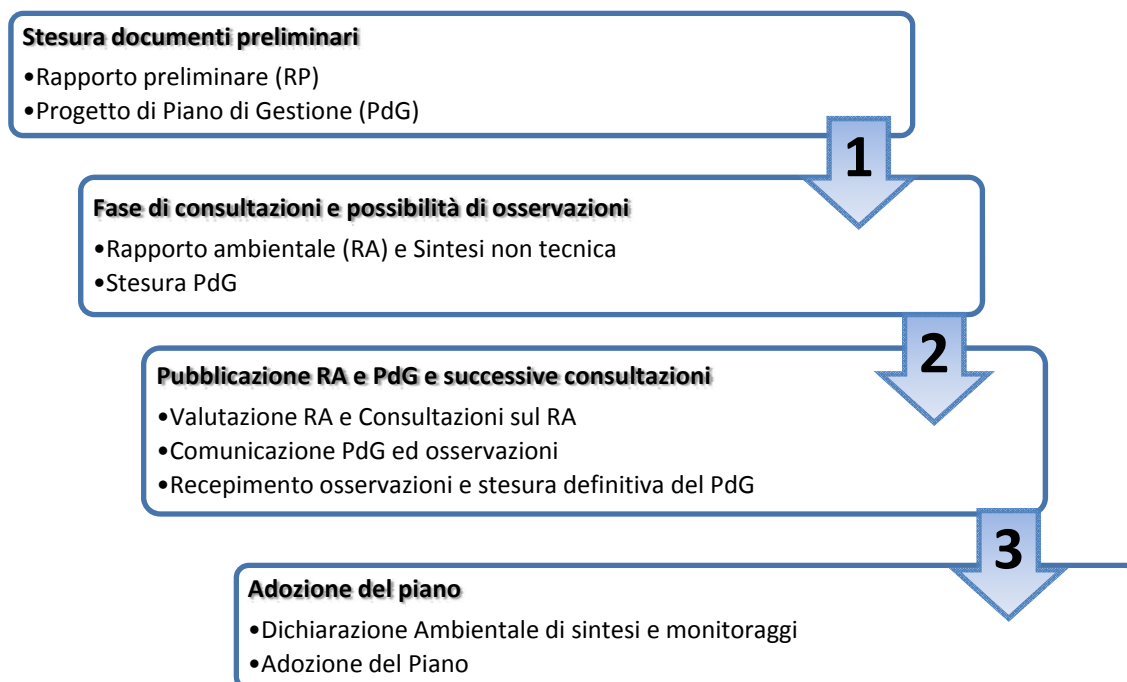 Stesura documenti preliminari
•Rapporto preliminare (RP)
•Progetto di Piano di Gestione (PdG)
1
Fase di consultazioni e possibilità di osservazioni
•Rapporto ambientale (RA) e Sintesi non tecnica
•Stesura PdG
2
Pubblicazione RA e PdG e successive consultazioni
•Valutazione RA e Consultazioni sul RA
•Comunicazione PdG ed osservazioni
•Recepimento osservazioni e stesura definitiva del PdG
3
Adozione del piano
•Dichiarazione Ambientale di sintesi e monitoraggi
•Adozione del Piano